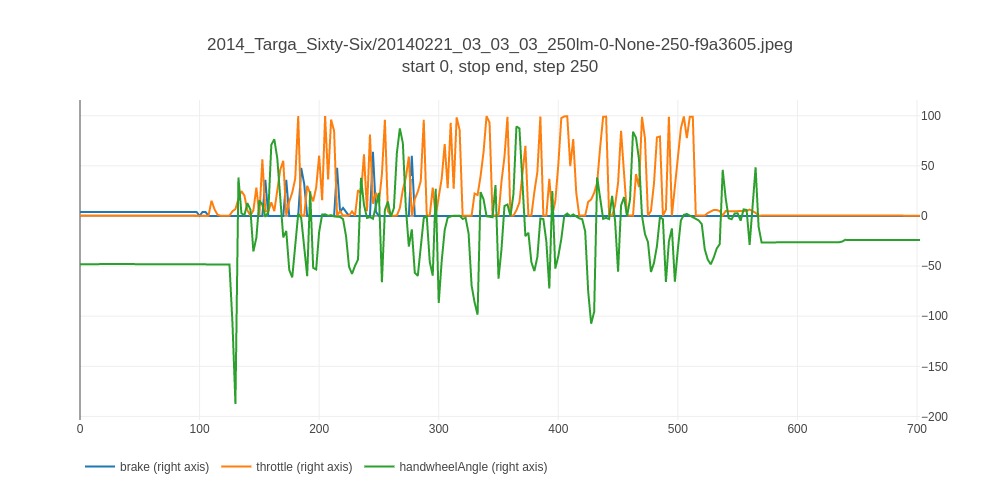 2014_Targa_Sixty-Six/20140221_03_03_03_250lm-0-None-250-f9a3605.jpeg
start 0, stop end, step 250
100
50
0
−50
−100
−150
−200
0 100 200 300 400 500 600 700
brake (right axis) throttle (right axis) handwheelAngle (right axis)